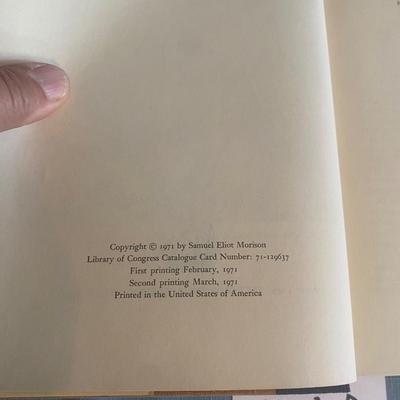 Copyright © 1971 by Samuel Eliot Morison
Library of Congress Catalogue Card Number: 71-129637
First printing February, 1971
Second printing March, 1971
Printed in the United States of America